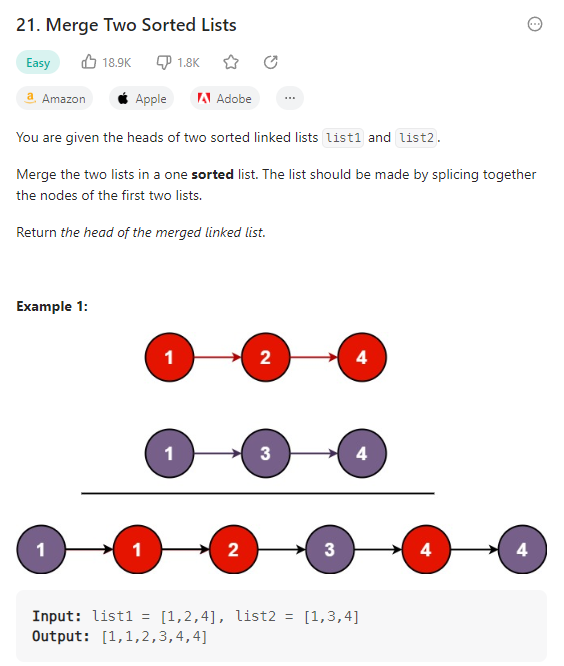 21. Merge Two Sorted Lists
Easy 18.9K 1.8K
Amazon Apple Adobe ...
You are given the heads of two sorted linked lists list1 and list2.
Merge the two lists in a one sorted list. The list should be made by splicing together
the nodes of the first two lists.
Return the head of the merged linked list.
Example 1:
1 2 4
1 3 4
1 1 2 3 4 4
Input: list1 = [1,2,4], list2 = [1,3,4]
Output: [1,1,2,3,4,4]